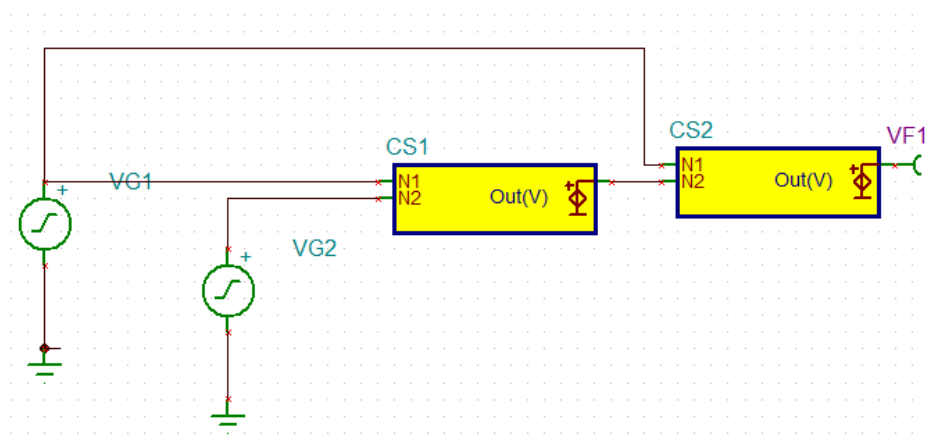 CS2
VF1
CS1
N1
N2
Out(V)
VG1
N1
N2
Out(V)
+
+
VG2
+
+